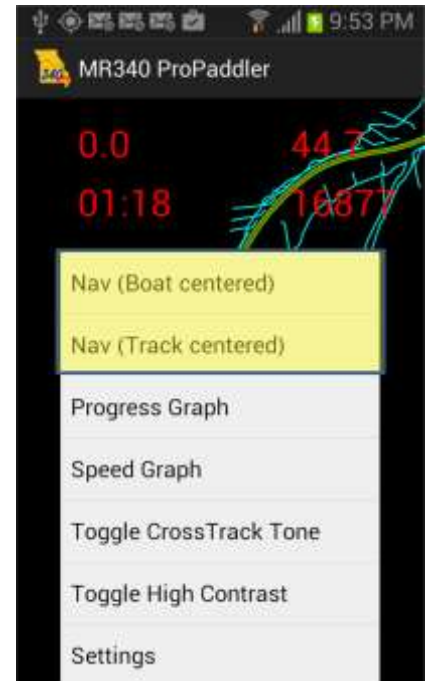 9:53 PM
MR340 ProPaddler
0.0 44.7
01:18 16877
Nav (Boat centered)
Nav (Track centered)
Progress Graph
Speed Graph
Toggle CrossTrack Tone
Toggle High Contrast
Settings